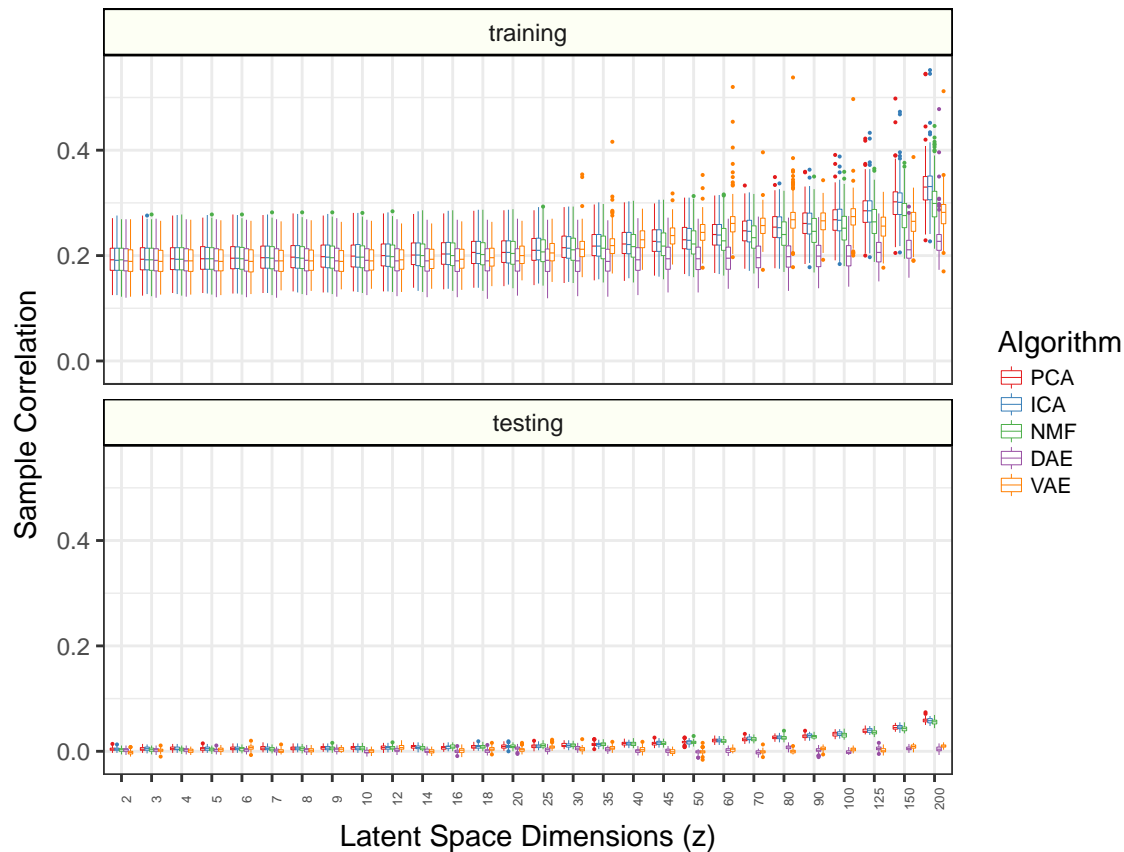 training
0.4
0.2
0.0
testing
0.4
0.2
0.0
Sample Correlation
2 3 4 5 6 7 8 9 10 12 14 16 18 20 25 30 35 40 45 50 60 70 80 90 100 125 150 200
Latent Space Dimensions (z)
Algorithm
PCA
ICA
NMF
DAE
VAE